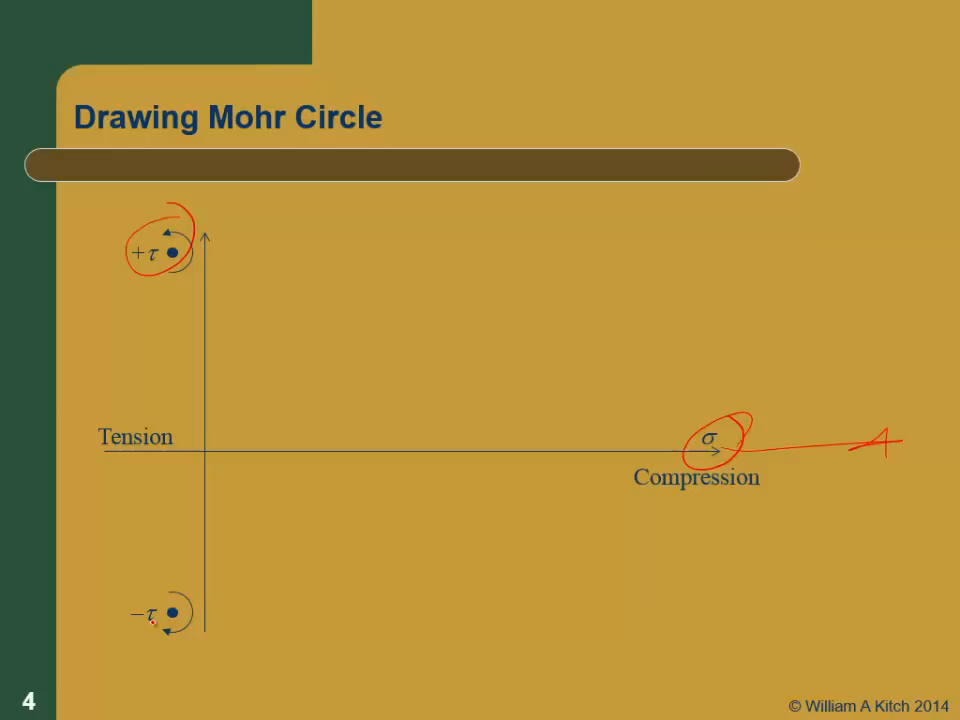 Drawing Mohr Circle
+τ
Tension
σ
Compression
−τ
4
© William A Kitch 2014